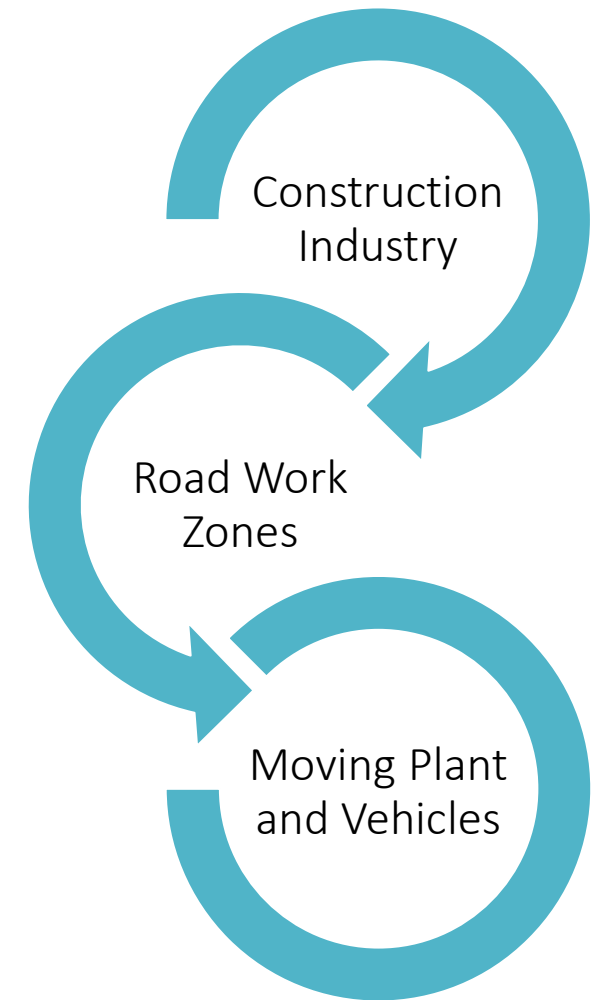 Construction
Industry
Road Work
Zones
Moving Plant
and Vehicles